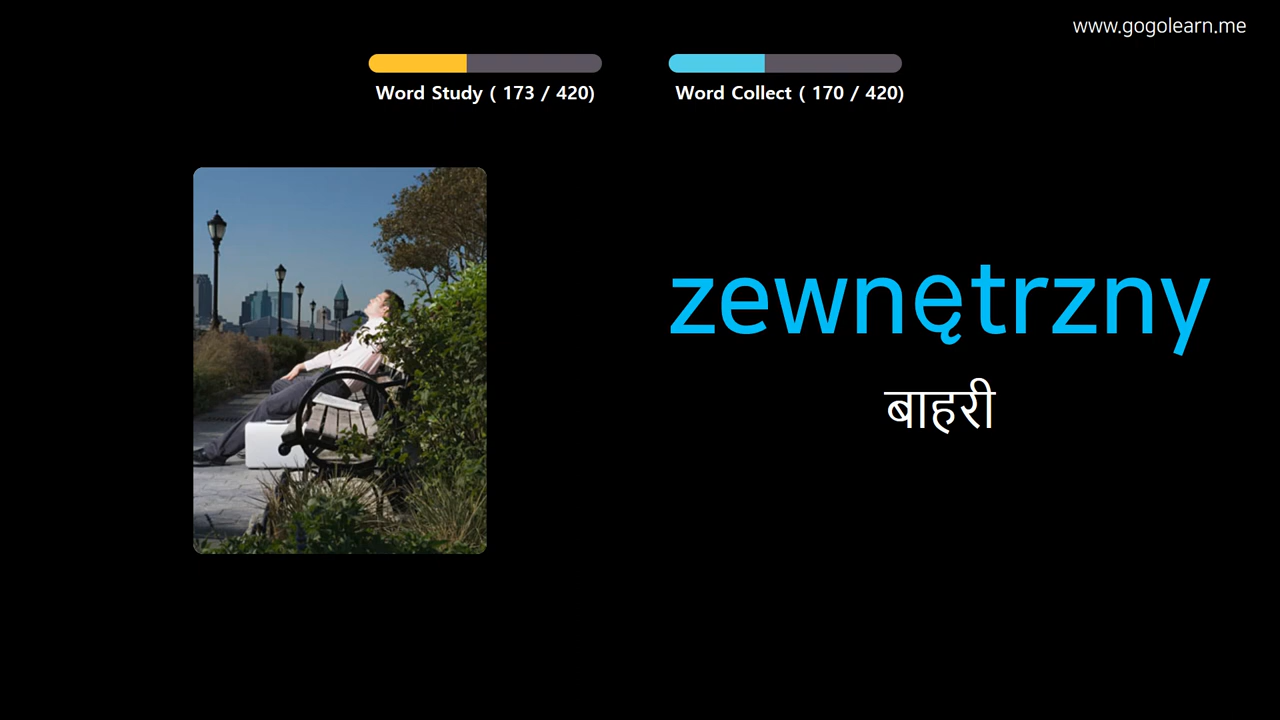 www.gogolearn.me
Word Study ( 173 / 420)
Word Collect ( 170 / 420)
zewnętrzny
बाहरी